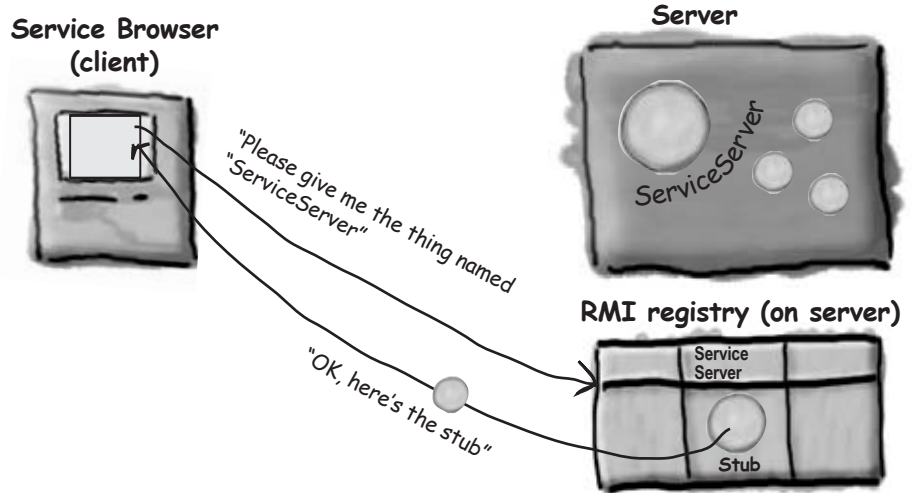 Service Browser
(client)
Server
ServiceServer
"Please give me the thing named
"ServiceServer"
RMI registry (on server)
Service
Server
"OK, here's the stub"
Stub